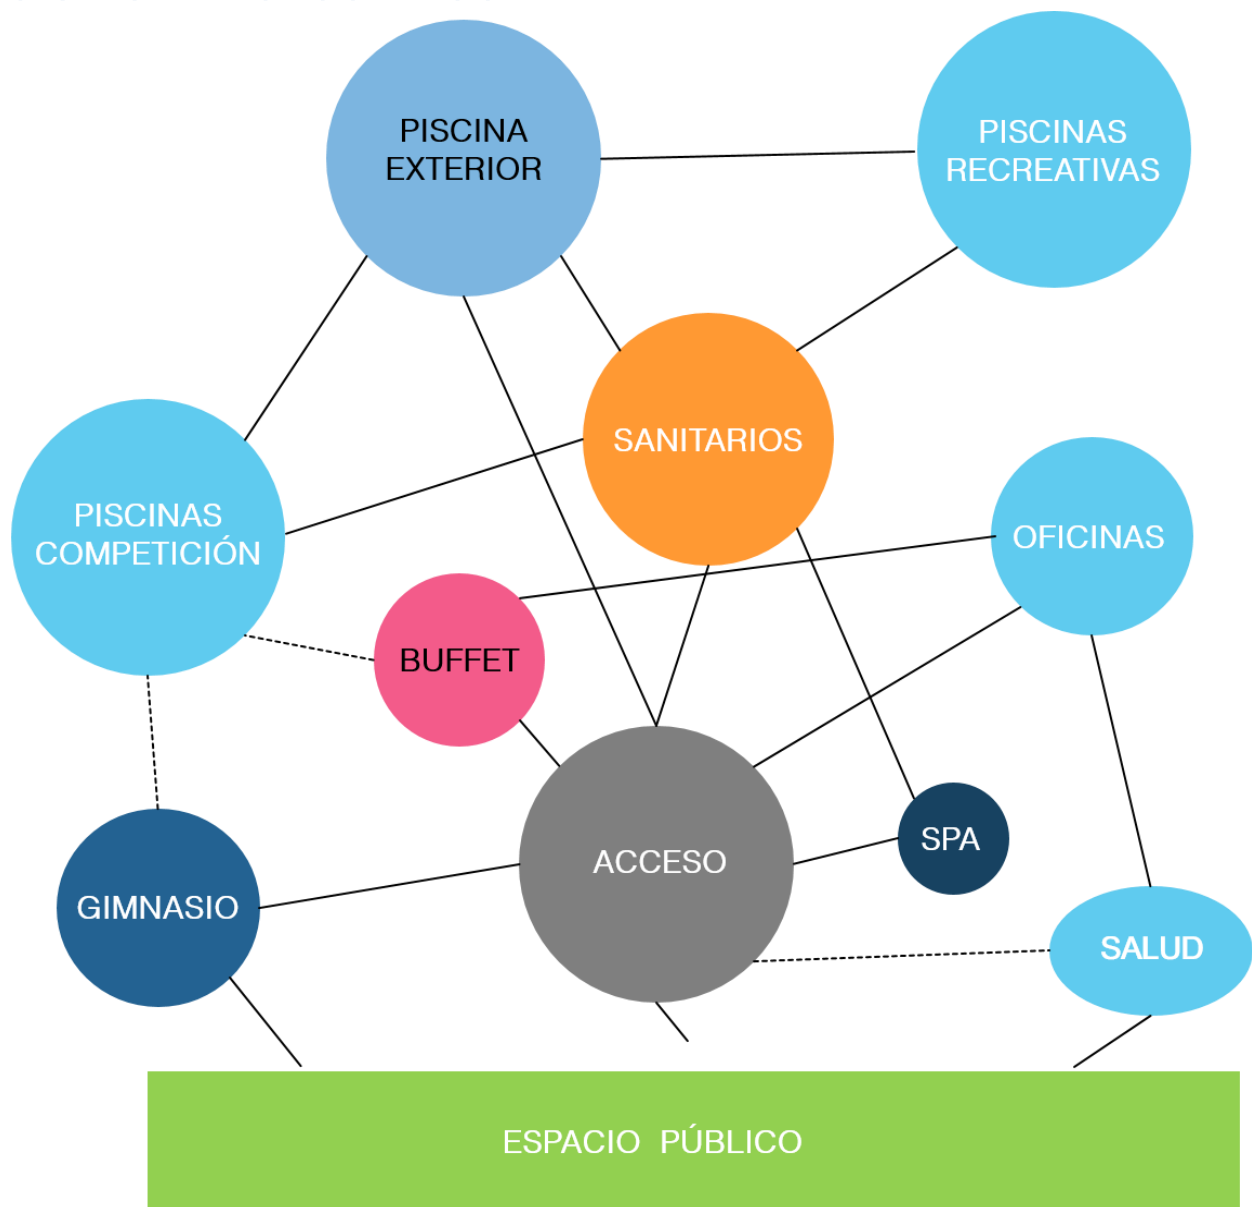 PISCINA
EXTERIOR
PISCINAS
RECREATIVAS
SANITARIOS
PISCINAS
COMPETICIÓN
OFICINAS
BUFFET
ACCESO
SPA
GIMNASIO
SALUD
ESPACIO PÚBLICO